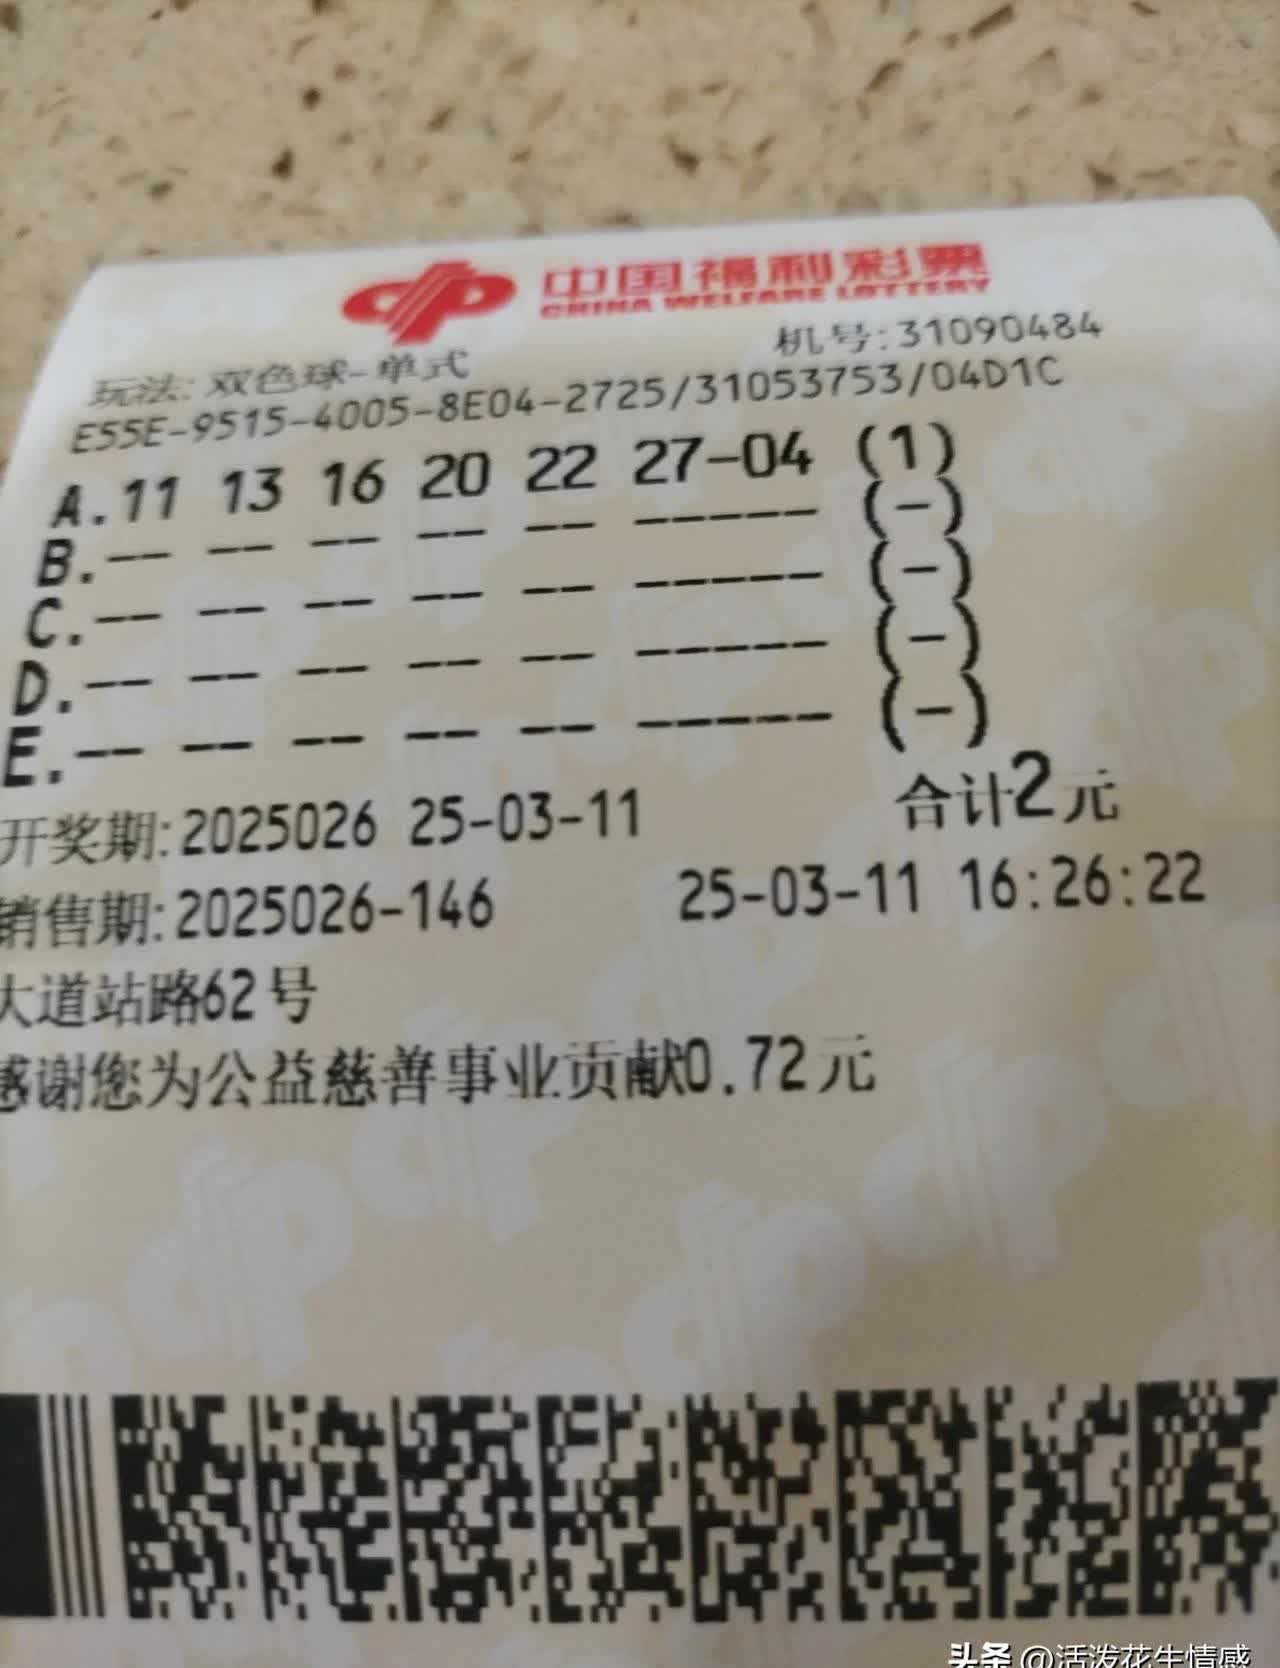 中国福利彩票
CHINA WELFARE LOTTERY
机号:31090484
玩法:双色球-单式
E55E-9515-4005-8E04-2725/31053753/04D1C
A.11 13 16 20 22 27-04 (1)
B.-- -- -- -- -- ----- (-)
C.-- -- -- -- -- ----- (-)
D.-- -- -- -- -- ----- (-)
E.-- -- -- -- -- ----- (-)
合计2元
开奖期:2025026 25-03-11
销售期:2025026-146 25-03-11 16:26:22
大道站路62号
感谢您为公益慈善事业贡献0.72元
头条 @活泼花生情感